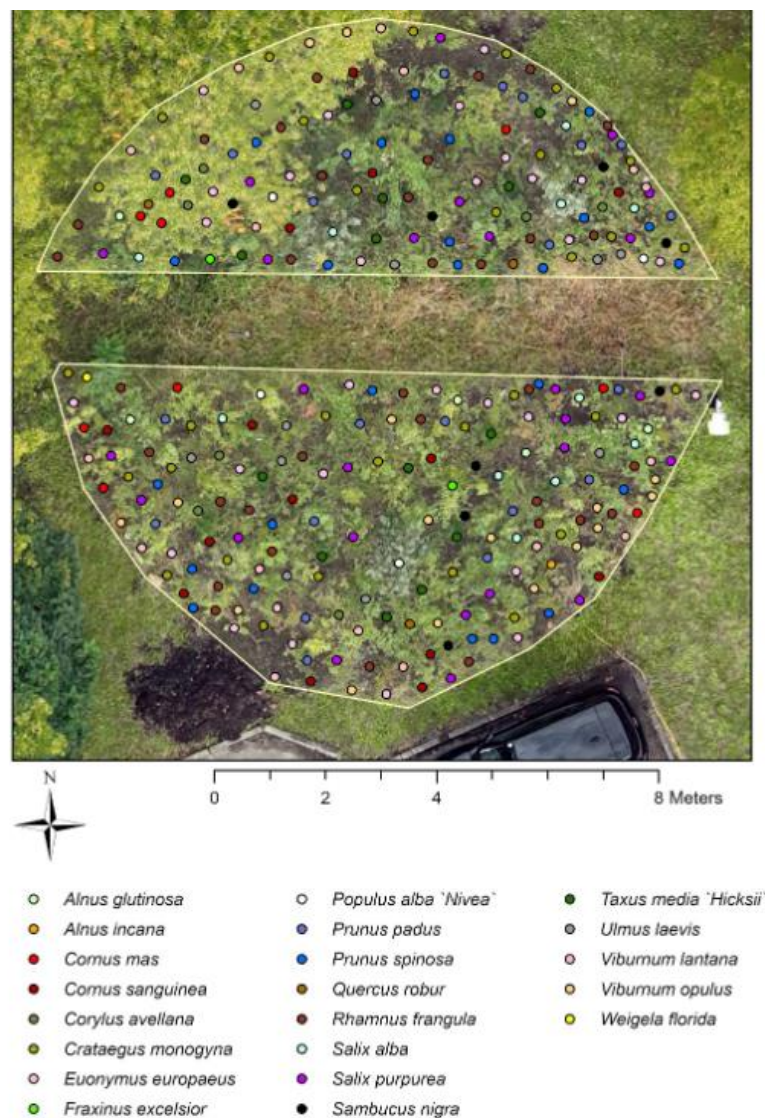 N
0 2 4 8 Meters
Alnus glutinosa
Alnus incana
Cornus mas
Cornus sanguinea
Corylus avellana
Crataegus monogyna
Euonymus europaeus
Fraxinus excelsior
Populus alba `Nivea`
Prunus padus
Prunus spinosa
Quercus robur
Rhamnus frangula
Salix alba
Salix purpurea
Sambucus nigra
Taxus media `Hicksii`
Ulmus laevis
Viburnum lantana
Viburnum opulus
Weigela florida